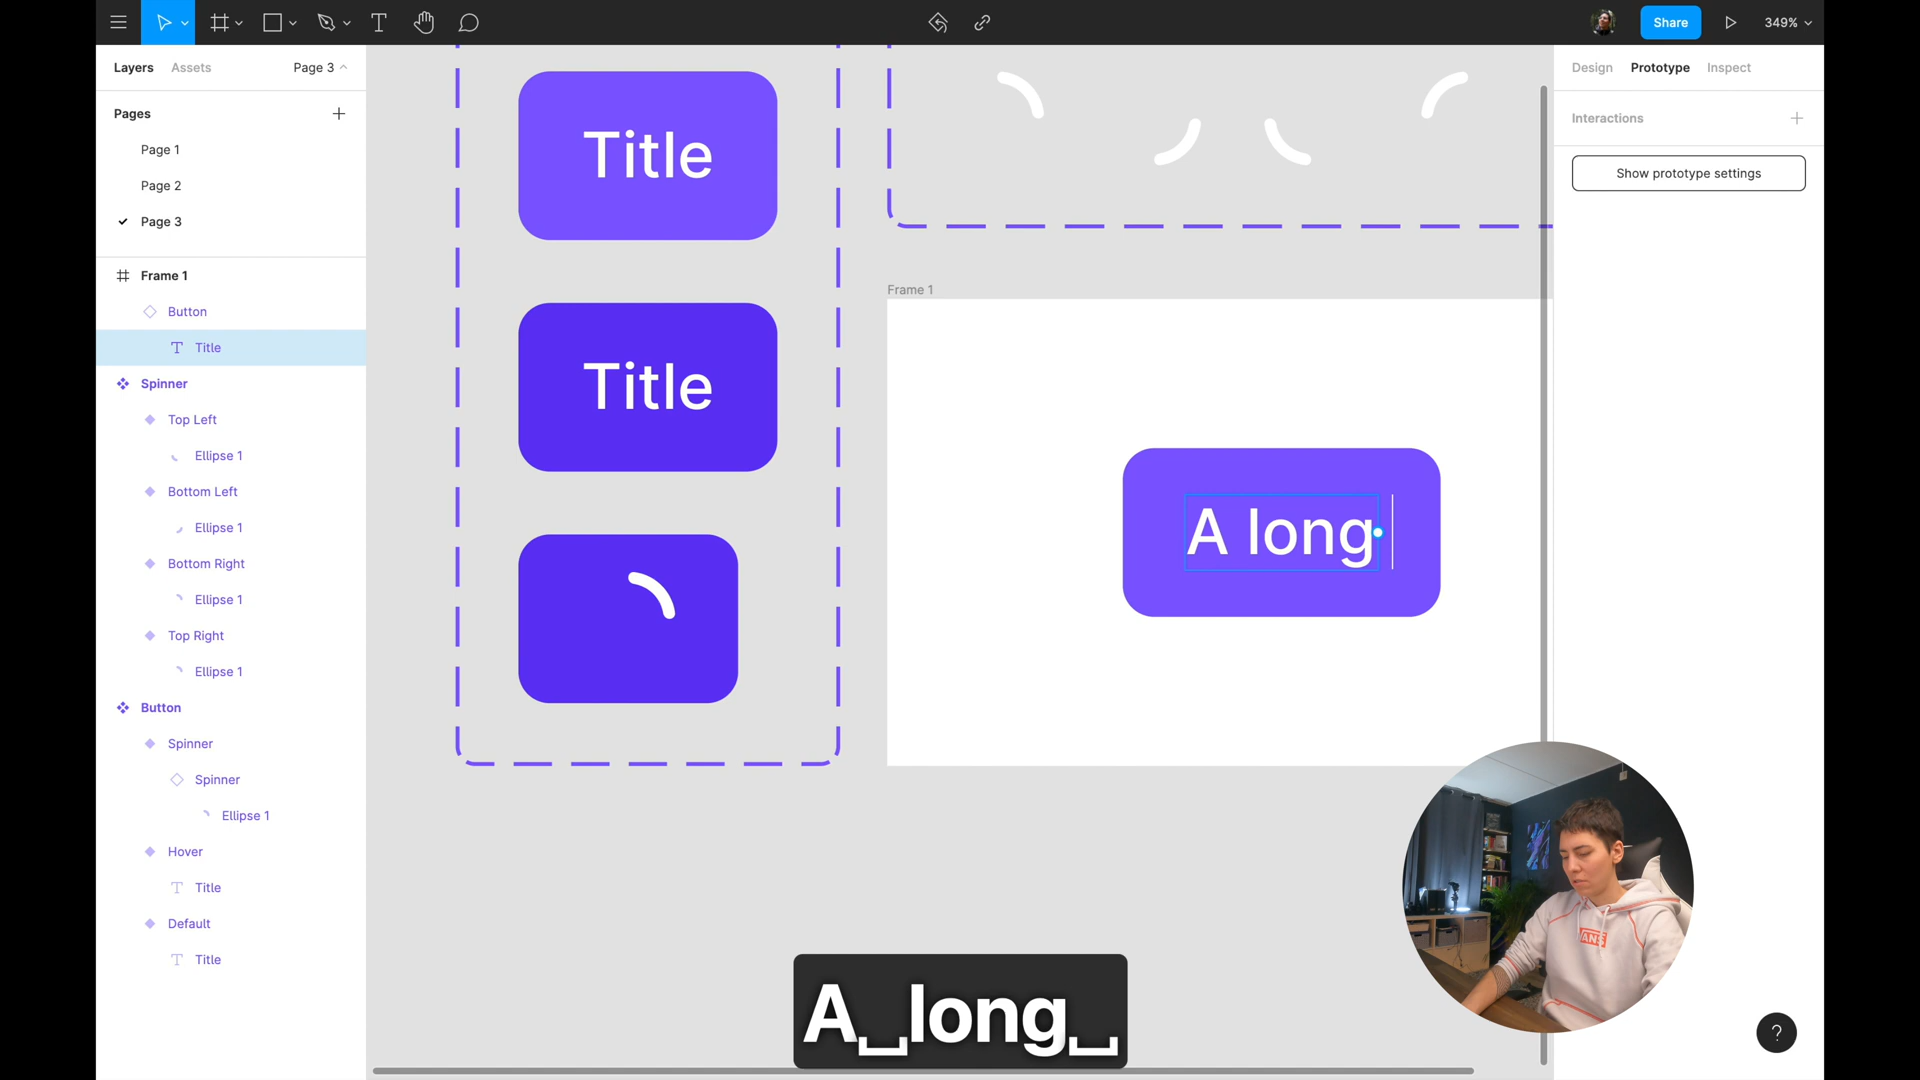 Share
349%
Layers
Assets
Page 3
Design
Prototype
Inspect
Pages
Interactions
Page 1
Page 2
Page 3
Show prototype settings
Frame 1
Button
Title
Spinner
Top Left
Ellipse 1
Bottom Left
Ellipse 1
Bottom Right
Ellipse 1
Top Right
Ellipse 1
Button
Spinner
Spinner
Ellipse 1
Hover
Title
Default
Title
Title
Title
Frame 1
A long
A␣long␣
?